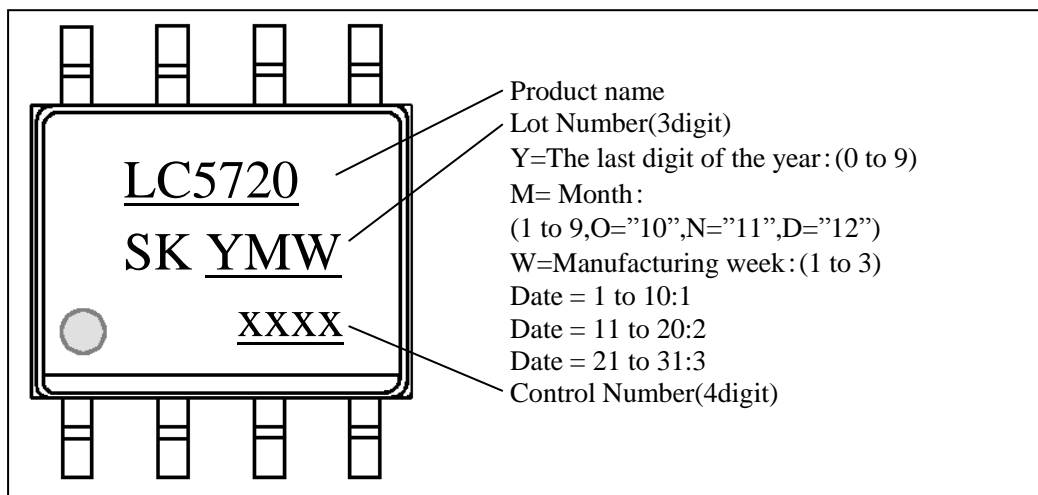 LC5720
SK YMW
XXXX
Product name
Lot Number(3digit)
Y=The last digit of the year:(0 to 9)
M= Month:
(1 to 9,O=”10”,N=”11”,D=”12”)
W=Manufacturing week:(1 to 3)
Date = 1 to 10:1
Date = 11 to 20:2
Date = 21 to 31:3
Control Number(4digit)